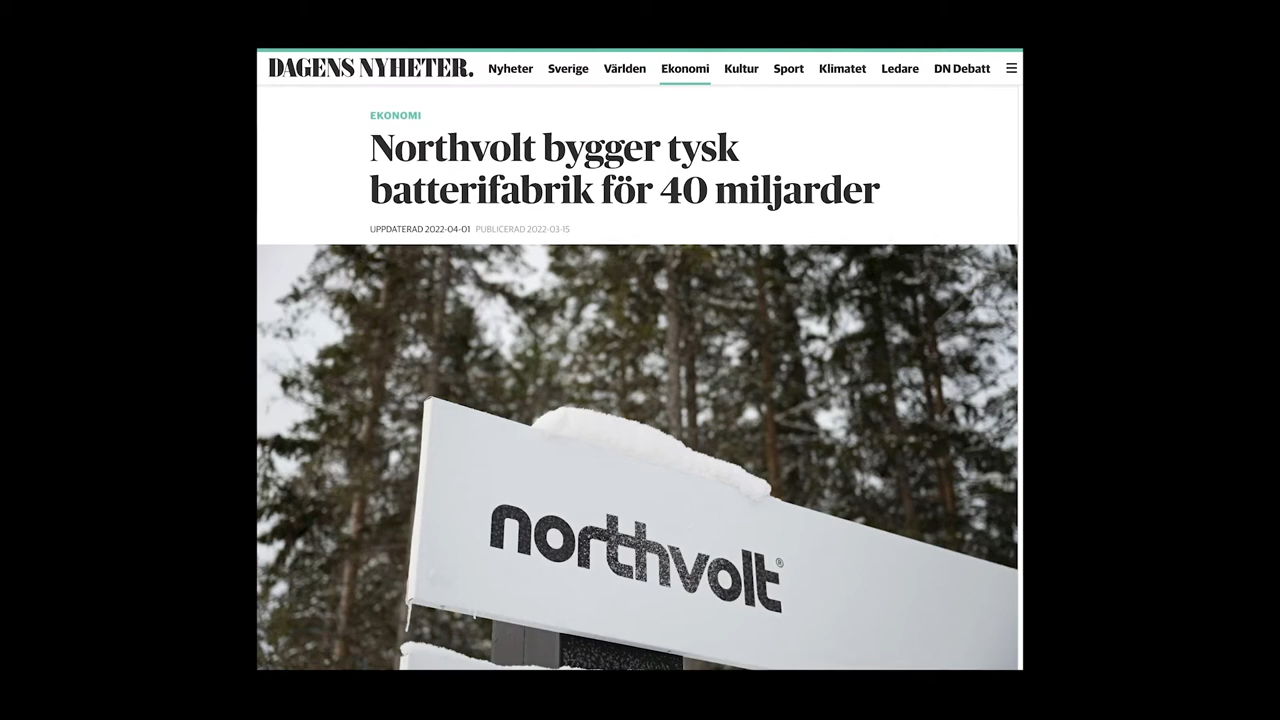 DAGENS NYHETER. Nyheter Sverige Världen Ekonomi Kultur Sport Klimatet Ledare DN Debatt
EKONOMI
Northvolt bygger tysk
batterifabrik för 40 miljarder
UPPDATERAD 2022-04-01 PUBLICERAD 2022-03-15
northvolt®